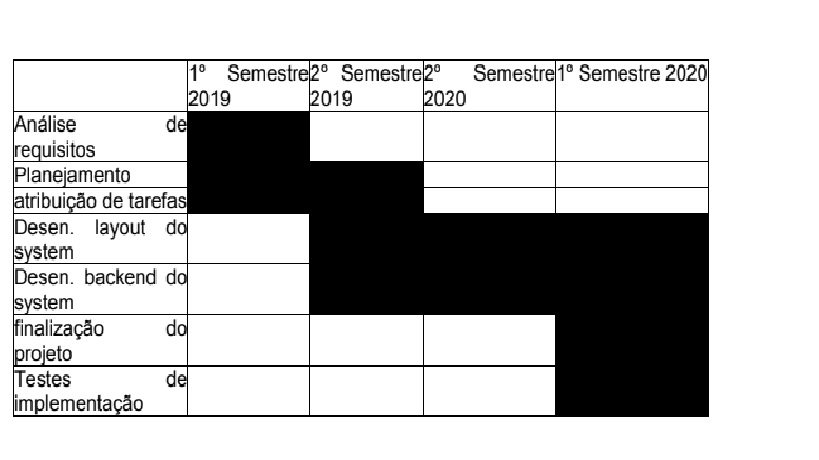 1º Semestre 2º Semestre 2º Semestre 1º Semestre 2020
2019 2019 2020
Análise de
requisitos
Planejamento
atribuição de tarefas
Desen. layout do
system
Desen. backend do
system
finalização do
projeto
Testes de
implementação